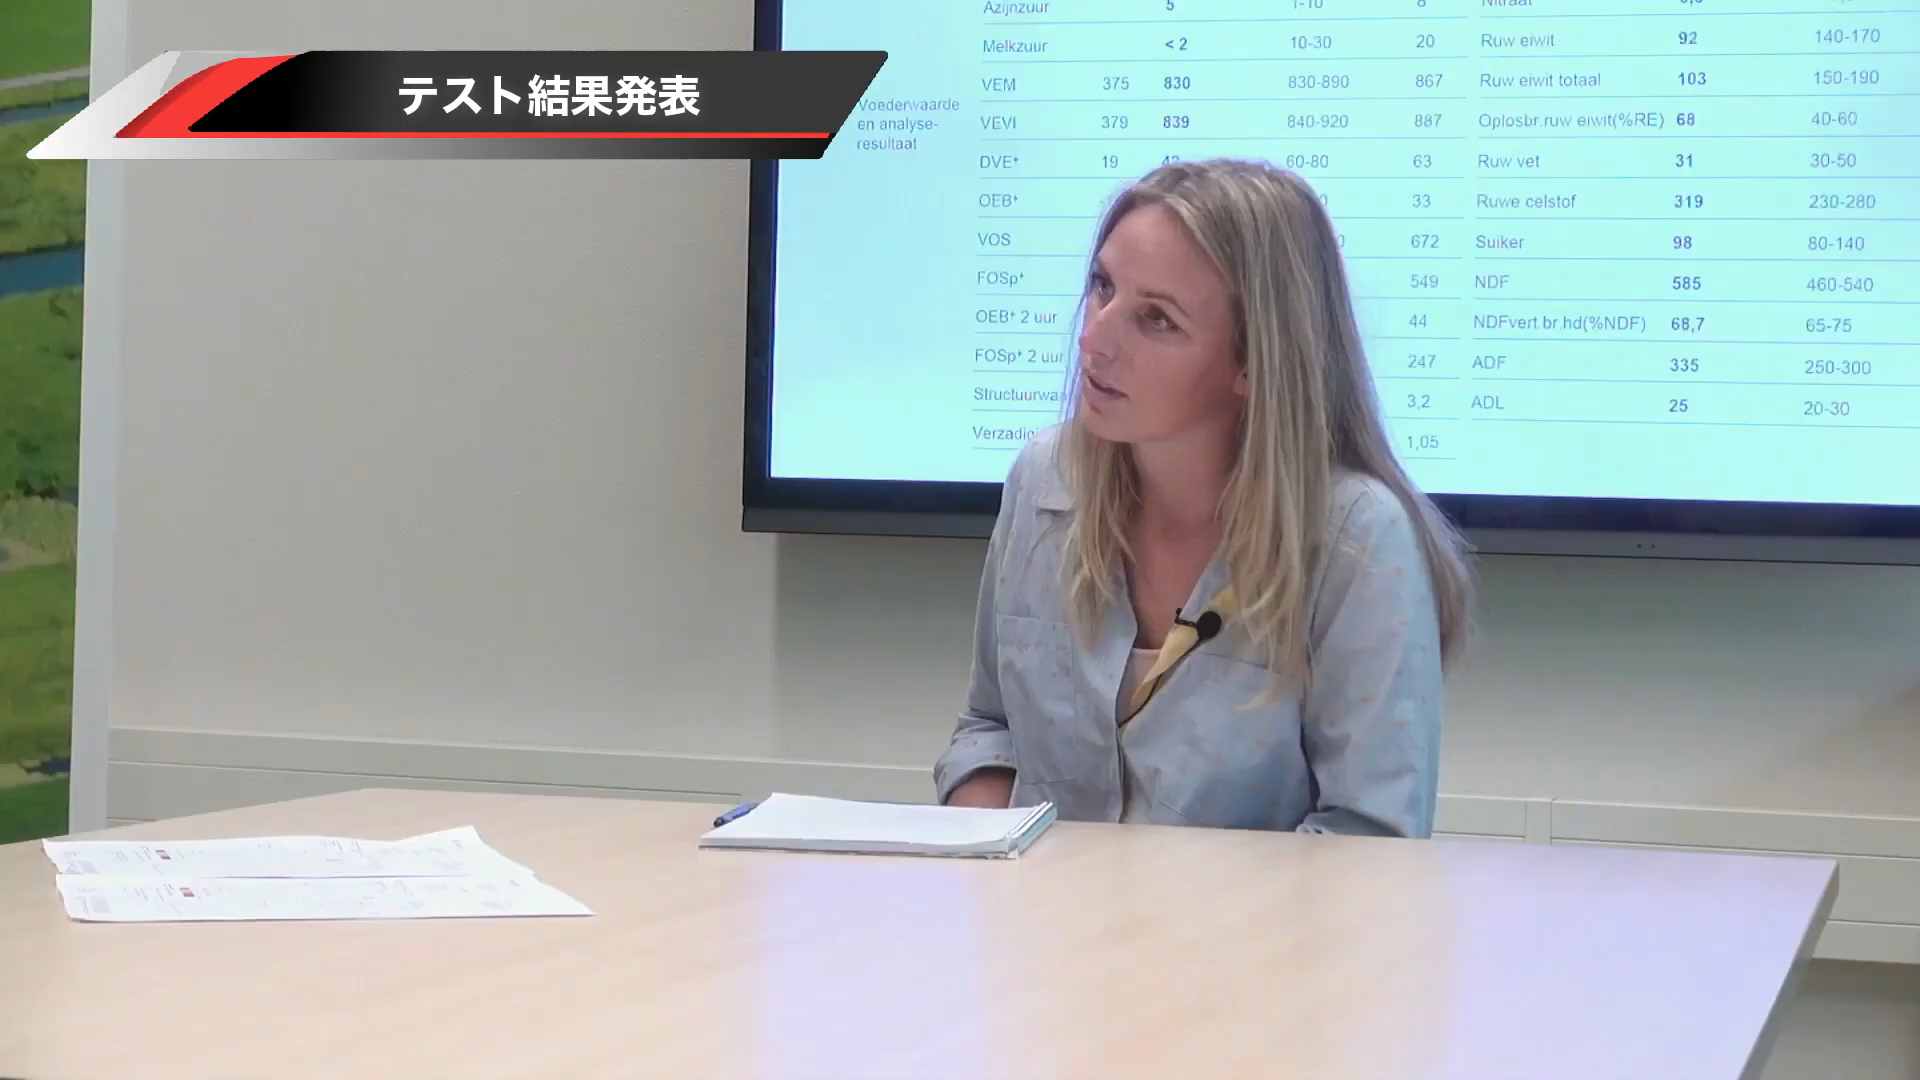 テスト結果発表
Voederwaarde
en analyse-
resultaat
Azijnzuur 5 1-10 8
Melkzuur < 2 10-30 20
VEM 375 830 830-890 867
VEVI 379 839 840-920 887
DVE⁺ 19 60-80 63
OEB⁺ 33
VOS 672
FOSp⁺ 549
OEB⁺ 2 uur 44
FOSp⁺ 2 uur 247
3,2
1,05
Nitraat
Ruw eiwit 92 140-170
Ruw eiwit totaal 103 150-190
Oplosbr.ruw eiwit(%RE) 68 40-60
Ruw vet 31 30-50
Ruwe celstof 319 230-280
Suiker 98 80-140
NDF 585 460-540
NDFvert.br.hd(%NDF) 68,7 65-75
ADF 335 250-300
ADL 25 20-30